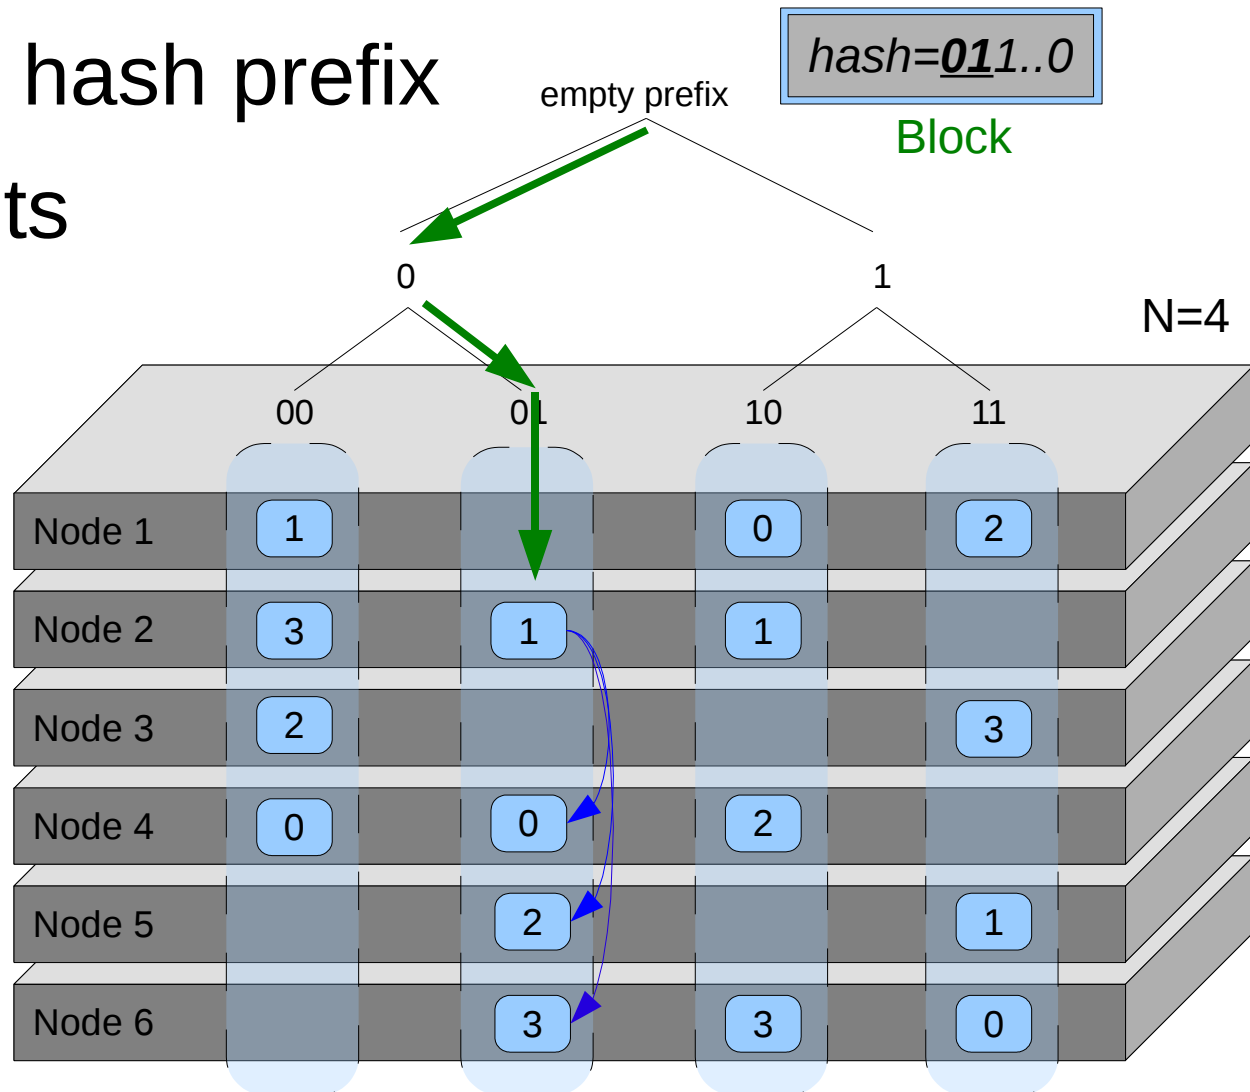 hash prefix
hash=011..0
empty prefix
Block
ts
0 1
N=4
00 01 10 11
Node 1 1 0 2
Node 2 3 1 1
Node 3 2 3
Node 4 0 0 2
Node 5 2 1
Node 6 3 3 0